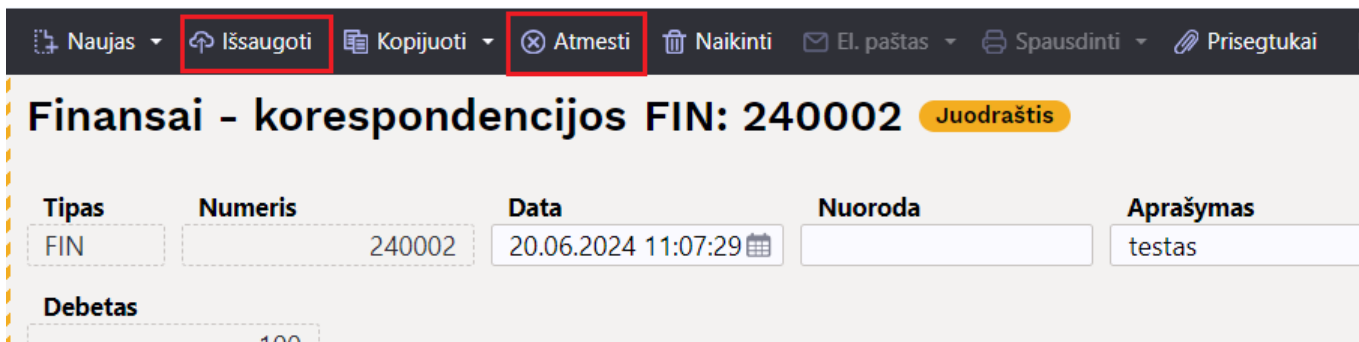 Naujas Išsaugoti Kopijuoti Atmesti Naikinti El. paštas Spausdinti Prisegtukai
Finansai - korespondencijos FIN: 240002 Juodraštis
Tipas Numeris Data Nuoroda Aprašymas
FIN 240002 20.06.2024 11:07:29 testas
Debetas